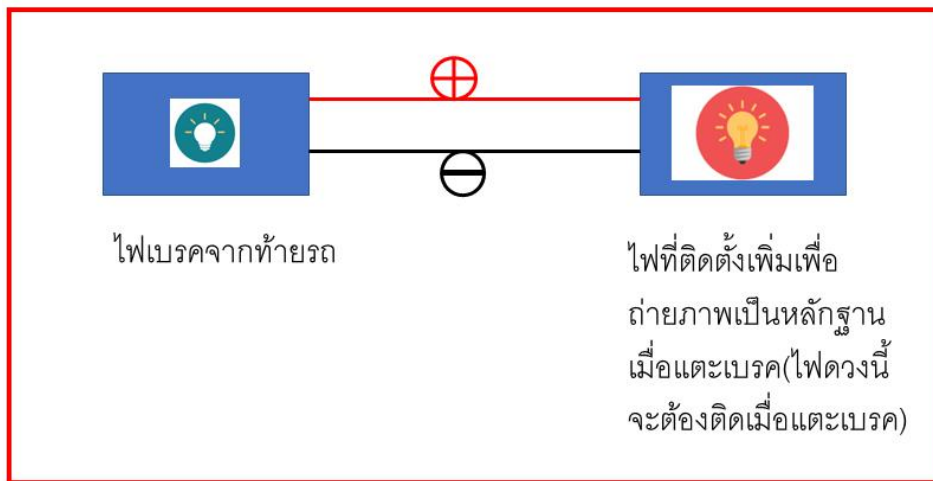 ไฟเบรคจากท้ายรถ
ไฟที่ติดตั้งเพิ่มเพื่อ
ถ่ายภาพเป็นหลักฐาน
เมื่อแตะเบรค(ไฟดวงนี้
จะต้องติดเมื่อแตะเบรค)